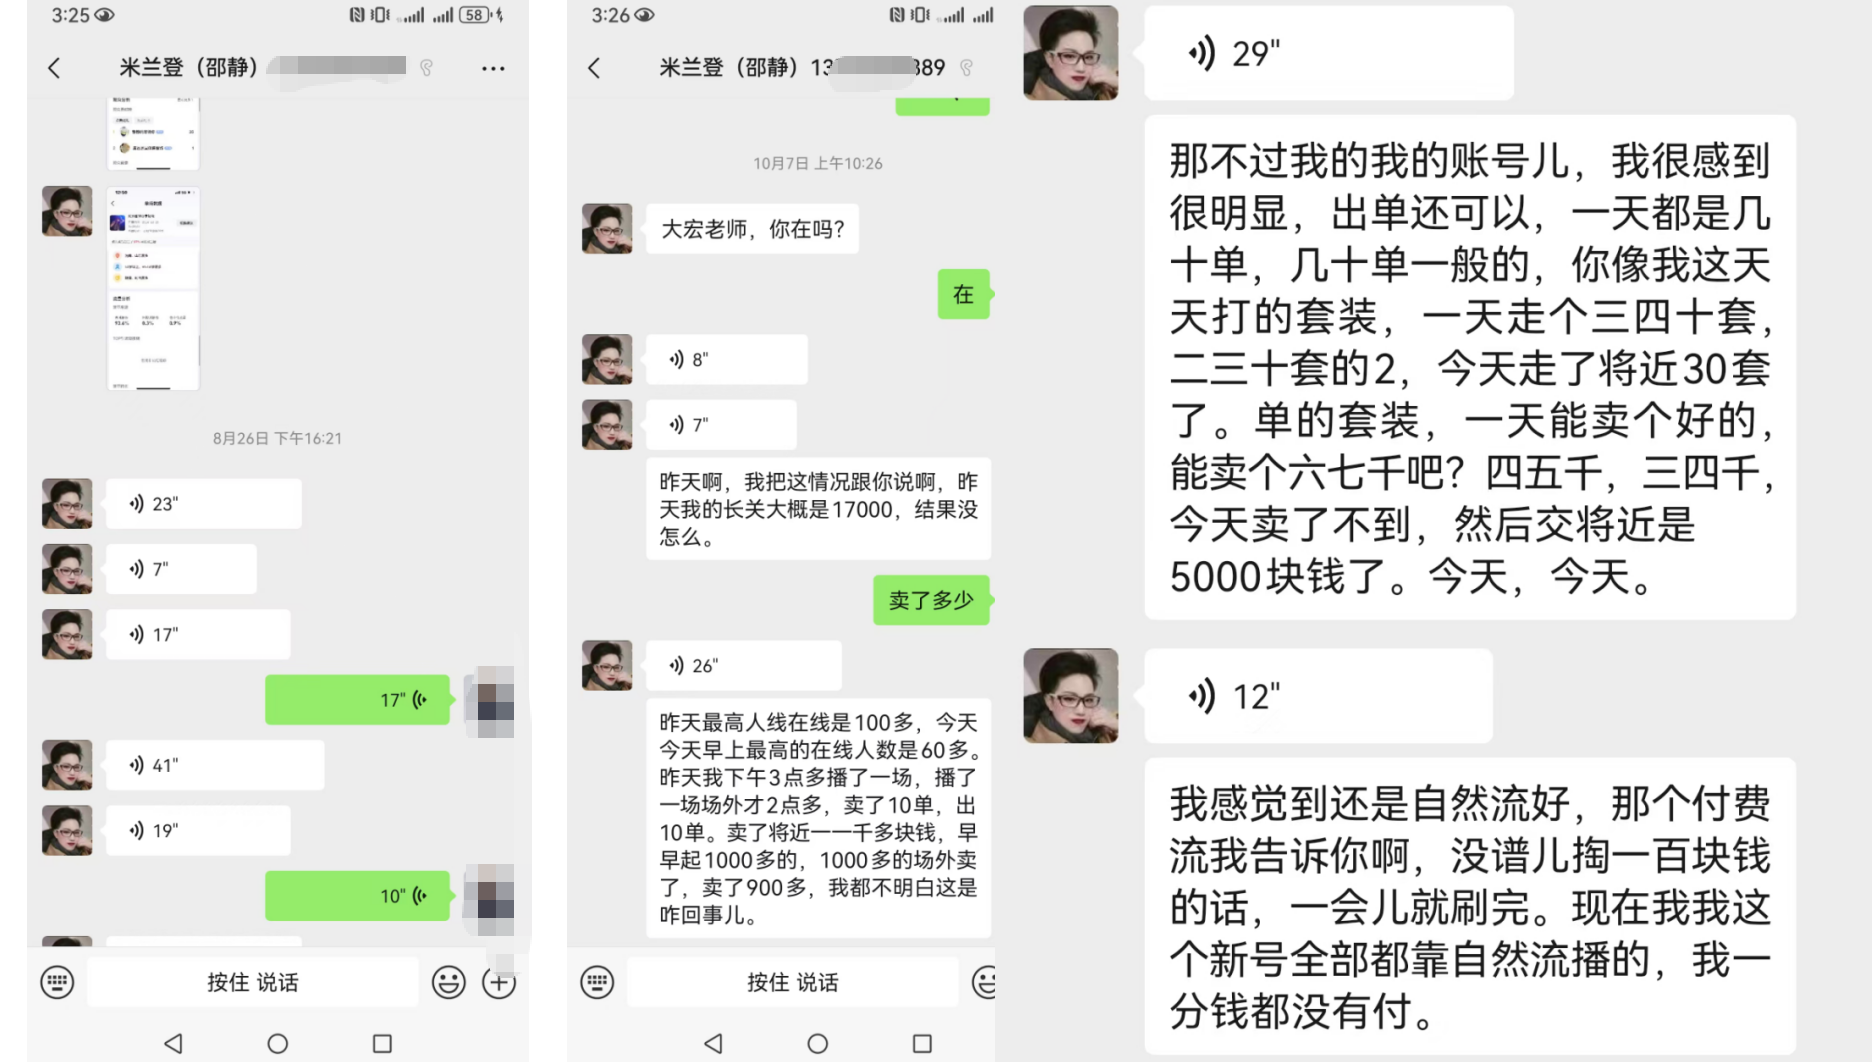 3:25
58
米兰登（邵静）
8月26日 下午16:21
23"
7"
17"
17"
41"
19"
10"
按住 说话
3:26
米兰登（邵静）13 389
10月7日 上午10:26
大宏老师，你在吗？
在
8"
7"
昨天啊，我把这情况跟你说啊，昨
天我的长关大概是17000，结果没
怎么。
卖了多少
26"
昨天最高人线在线是100多，今天
今天早上最高的在线人数是60多。
昨天我下午3点多播了一场，播了
一场场外才2点多，卖了10单，出
10单。卖了将近一一千多块钱，早
早起1000多的，1000多的场外卖
了，卖了900多，我都不明白这是
咋回事儿。
按住 说话
29"
那不过我的我的账号儿，我很感到
很明显，出单还可以，一天都是几
十单，几十单一般的，你像我这天
天打的套装，一天走个三四十套，
二三十套的2，今天走了将近30套
了。单的套装，一天能卖个好的，
能卖个六七千吧？四五千，三四千，
今天卖了不到，然后交将近是
5000块钱了。今天，今天。
12"
我感觉到还是自然流好，那个付费
流我告诉你啊，没谱儿掏一百块钱
的话，一会儿就刷完。现在我我这
个新号全部都靠自然流播的，我一
分钱都没有付。